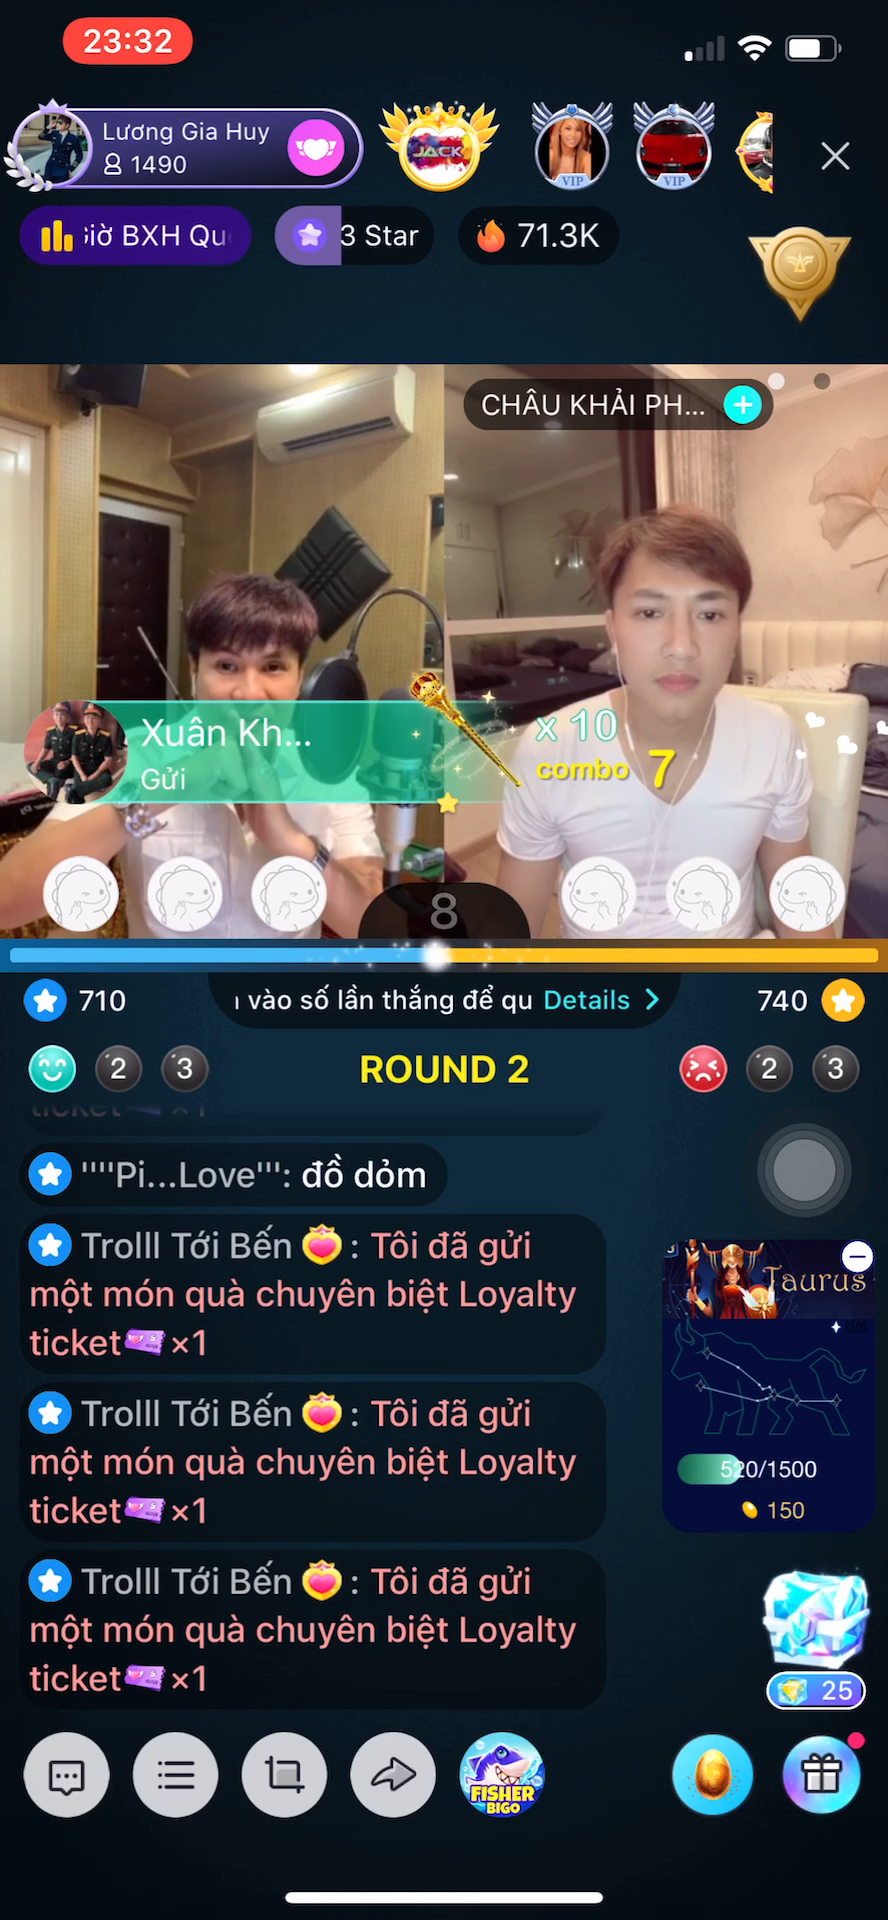 23:32
Lương Gia Huy
1490
JACK
VIP
VIP
Giờ BXH Qu
3 Star
71.3K
CHÂU KHẢI PH...
Xuân Kh...
Gửi
x 10
combo 7
8
710
vào số lần thắng để qu Details
740
2 3
ROUND 2
2 3
''''Pi...Love''': đồ dỏm
Trolll Tới Bến : Tôi đã gửi
một món quà chuyên biệt Loyalty
ticket ×1
Trolll Tới Bến : Tôi đã gửi
một món quà chuyên biệt Loyalty
ticket ×1
Trolll Tới Bến : Tôi đã gửi
một món quà chuyên biệt Loyalty
ticket ×1
Taurus
0/5
520/1500
150
25
FISHER
BIGO